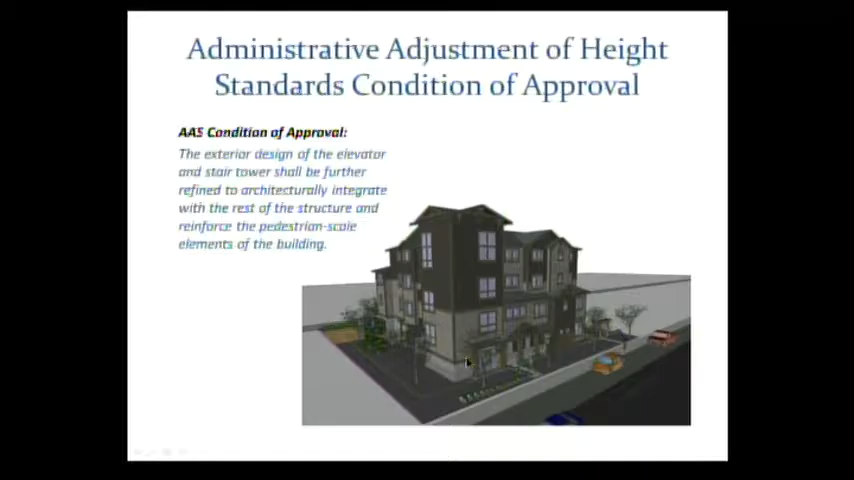 Administrative Adjustment of Height
Standards Condition of Approval
AAS Condition of Approval:
The exterior design of the elevator
and stair tower shall be further
refined to architecturally integrate
with the rest of the structure and
reinforce the pedestrian-scale
elements of the building.